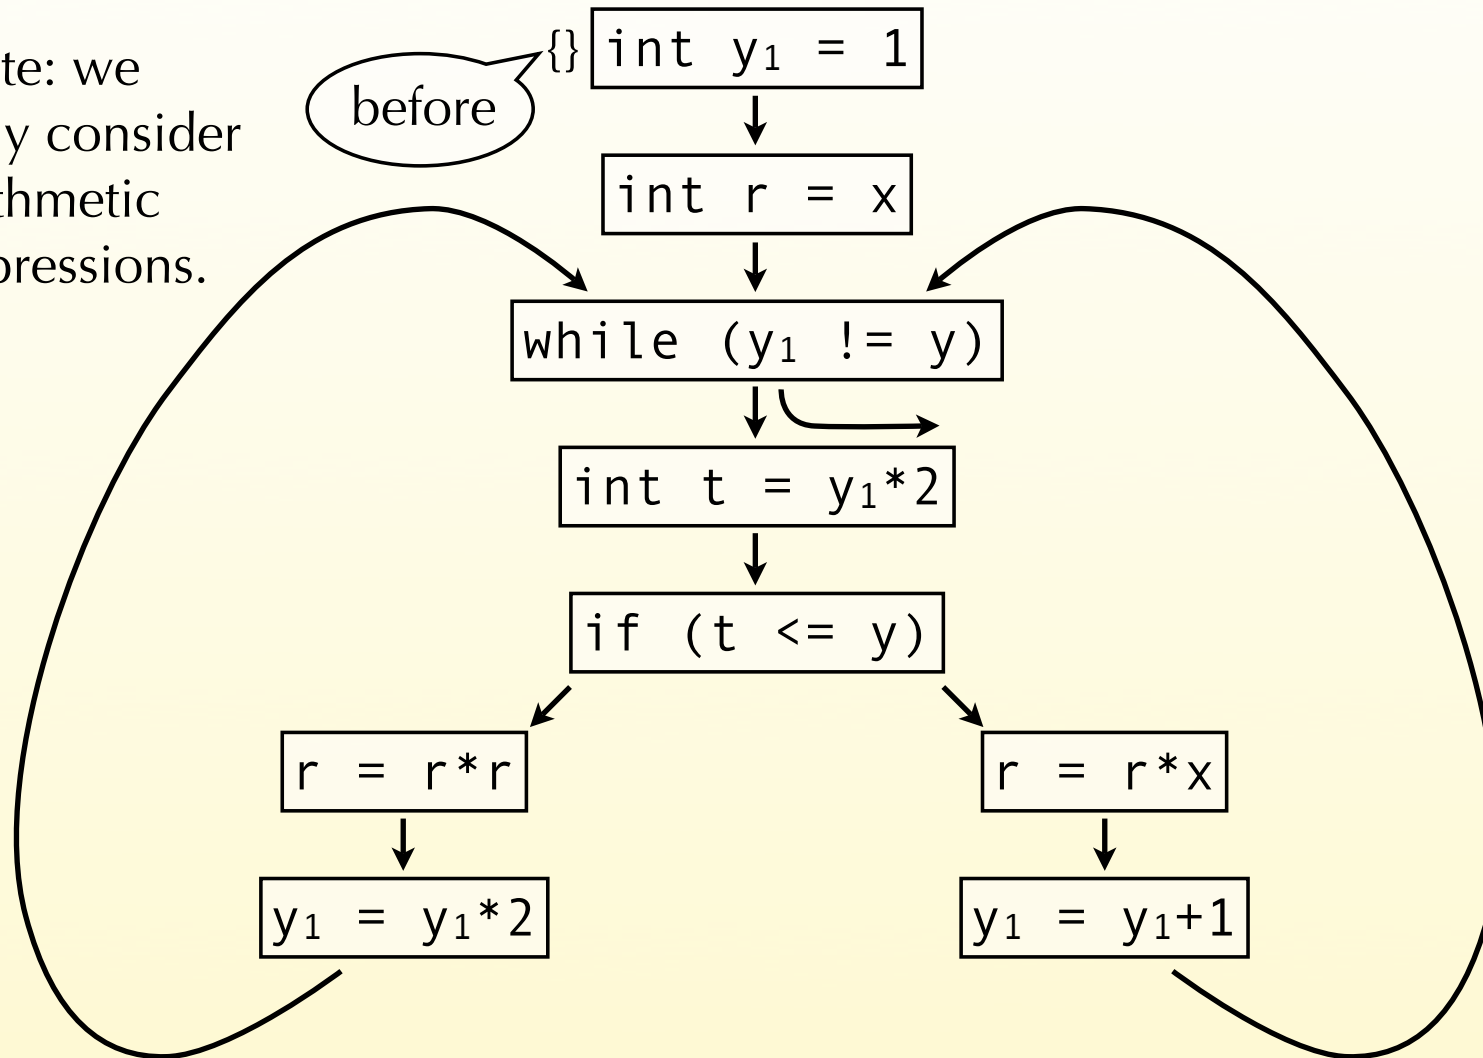 te: we
y consider
thmetic
pressions.
before
{}
int y₁ = 1
int r = x
while (y₁ != y)
int t = y₁*2
if (t <= y)
r = r*r
r = r*x
y₁ = y₁*2
y₁ = y₁+1